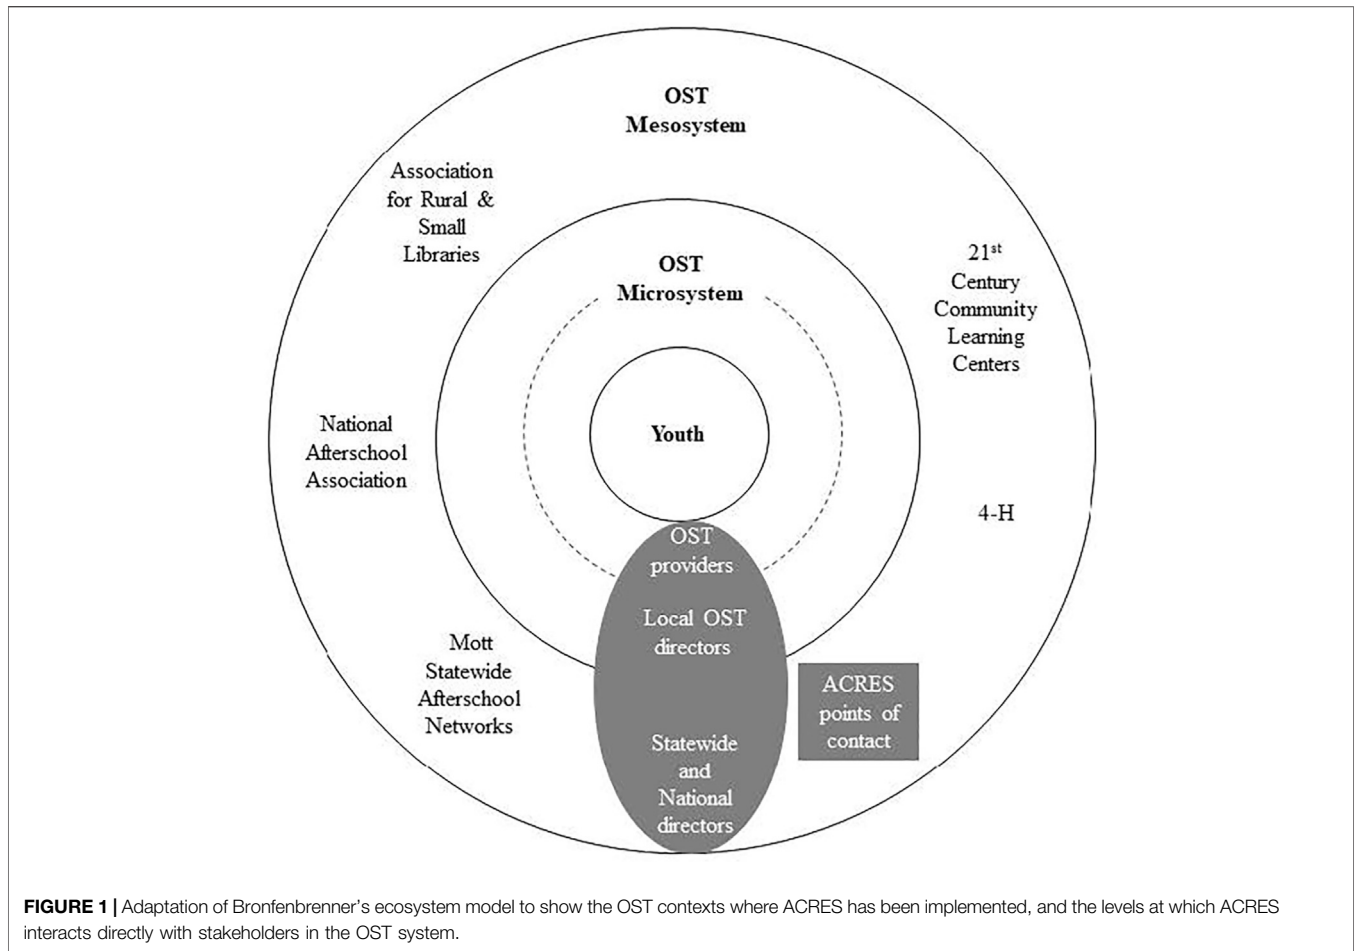 OST
Mesosystem
Association
for Rural &
Small
Libraries
OST
Microsystem
21st
Century
Community
Learning
Centers
Youth
National
Afterschool
Association
4-H
OST
providers
Local OST
directors
Mott
Statewide
Afterschool
Networks
ACRES
points of
contact
Statewide
and
National
directors
FIGURE 1 | Adaptation of Bronfenbrenner's ecosystem model to show the OST contexts where ACRES has been implemented, and the levels at which ACRES
interacts directly with stakeholders in the OST system.